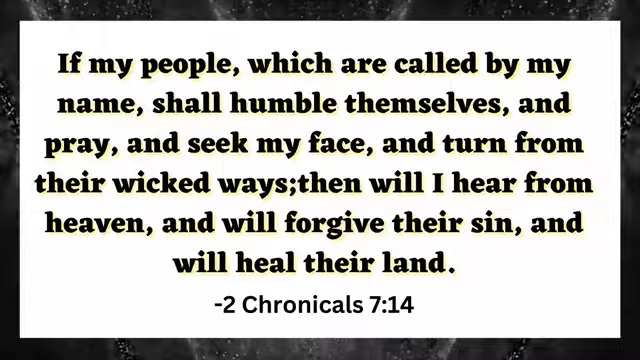 If my people, which are called by my
name, shall humble themselves, and
pray, and seek my face, and turn from
their wicked ways;then will I hear from
heaven, and will forgive their sin, and
will heal their land.
-2 Chronicals 7:14